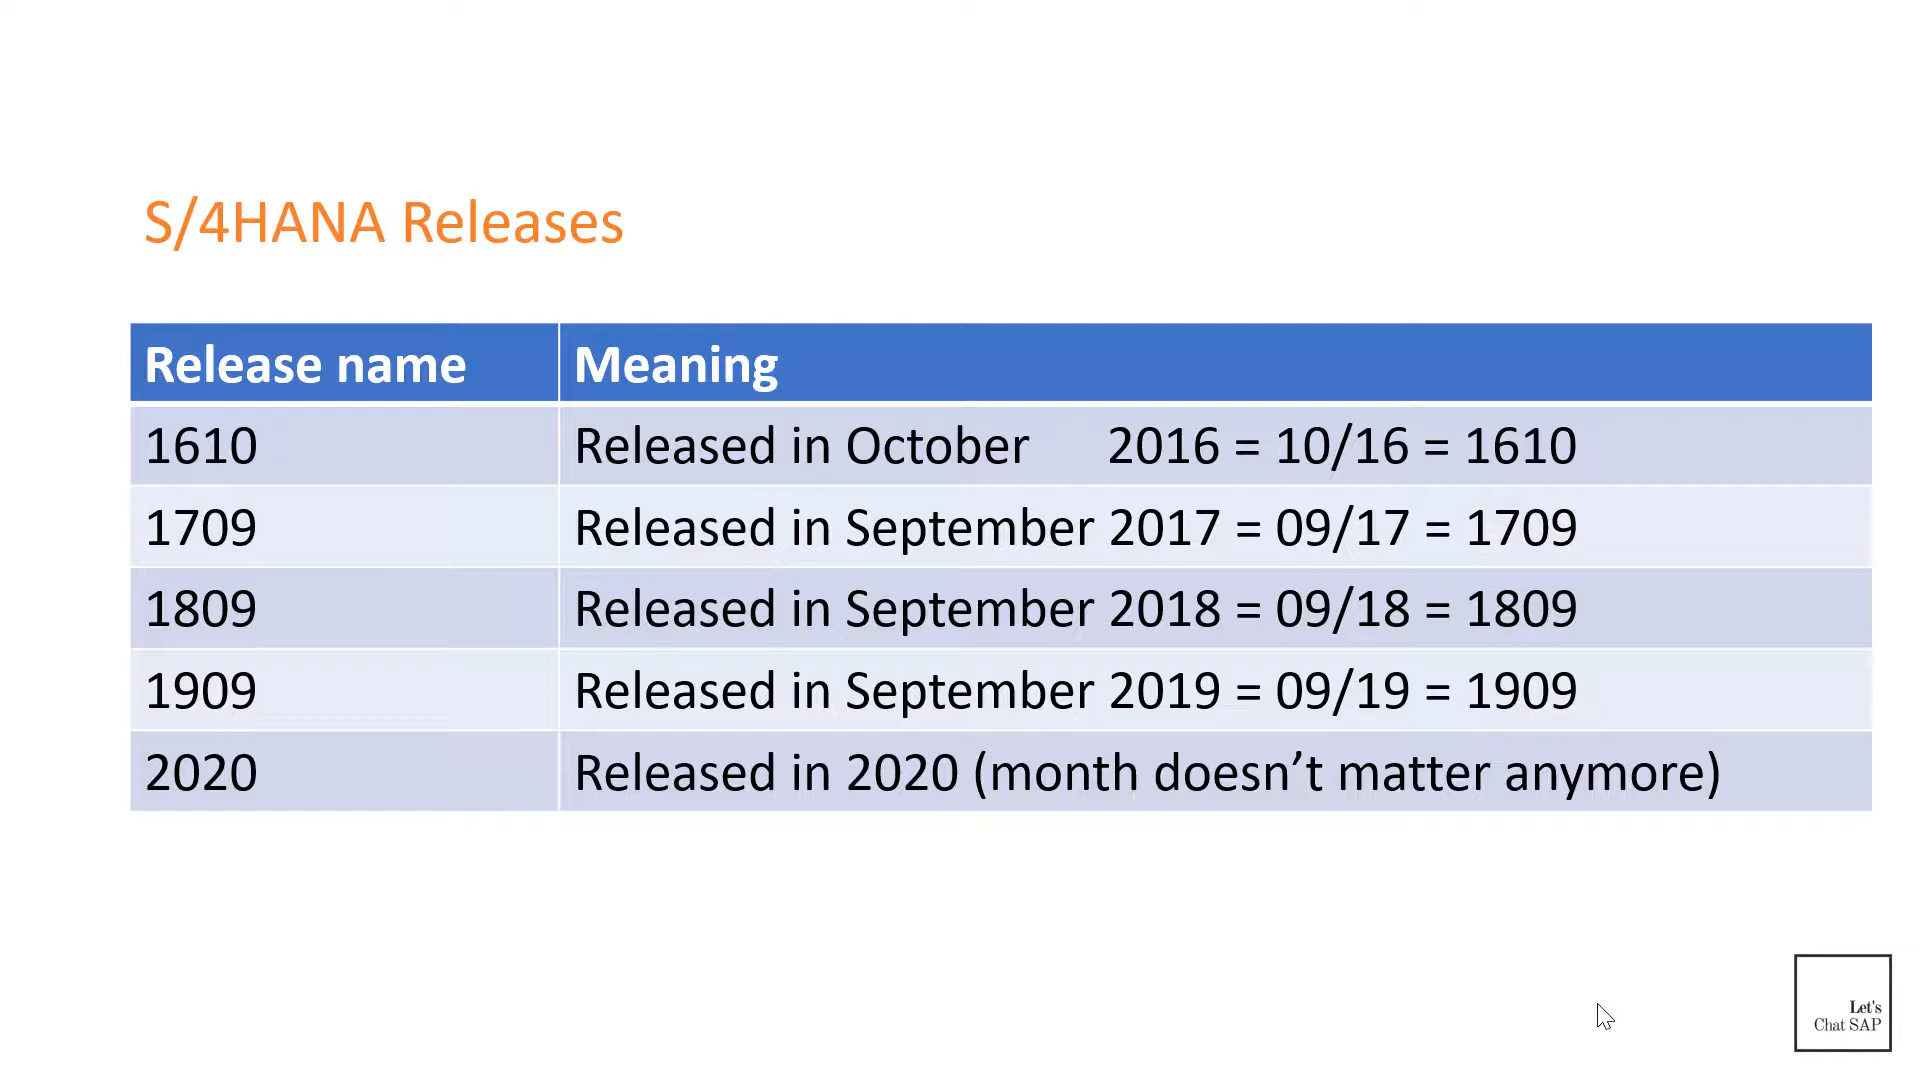 S/4HANA Releases
Release name Meaning
1610 Released in October 2016 = 10/16 = 1610
1709 Released in September 2017 = 09/17 = 1709
1809 Released in September 2018 = 09/18 = 1809
1909 Released in September 2019 = 09/19 = 1909
2020 Released in 2020 (month doesn’t matter anymore)
Let's
Chat SAP